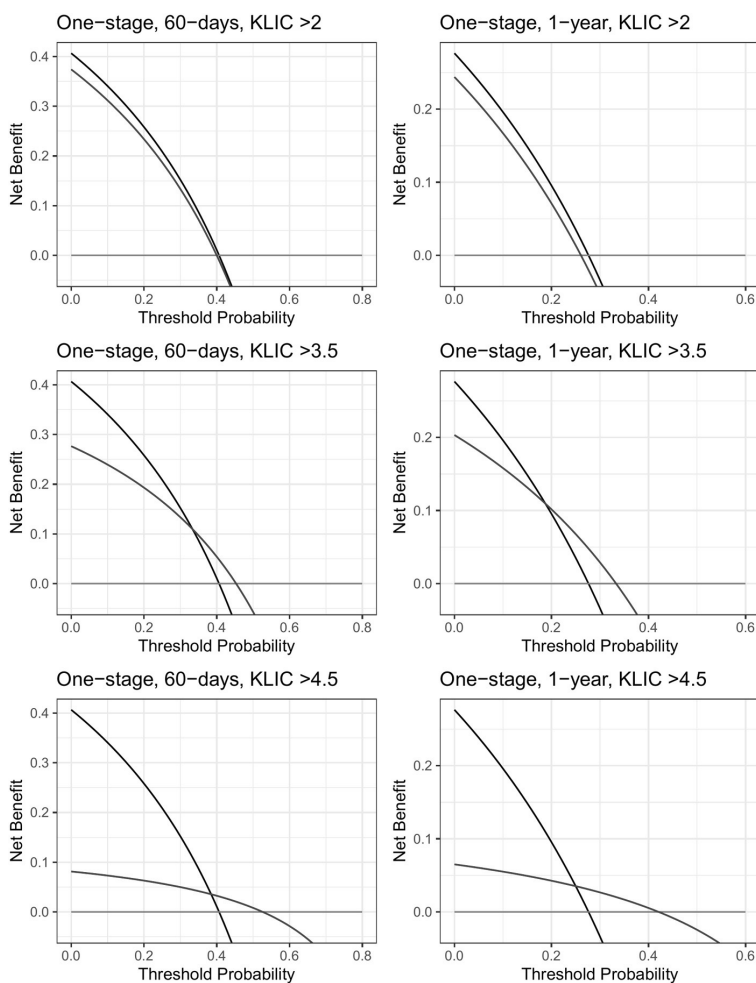 One−stage, 60−days, KLIC >2
0.4
0.3
0.2
0.1
0.0
Net Benefit
0.0 0.2 0.4 0.6 0.8
Threshold Probability
One−stage, 1−year, KLIC >2
0.2
0.1
0.0
Net Benefit
0.0 0.2 0.4 0.6
Threshold Probability
One−stage, 60−days, KLIC >3.5
0.4
0.3
0.2
0.1
0.0
Net Benefit
0.0 0.2 0.4 0.6 0.8
Threshold Probability
One−stage, 1−year, KLIC >3.5
0.2
0.1
0.0
Net Benefit
0.0 0.2 0.4 0.6
Threshold Probability
One−stage, 60−days, KLIC >4.5
0.4
0.3
0.2
0.1
0.0
Net Benefit
0.0 0.2 0.4 0.6 0.8
Threshold Probability
One−stage, 1−year, KLIC >4.5
0.2
0.1
0.0
Net Benefit
0.0 0.2 0.4 0.6
Threshold Probability